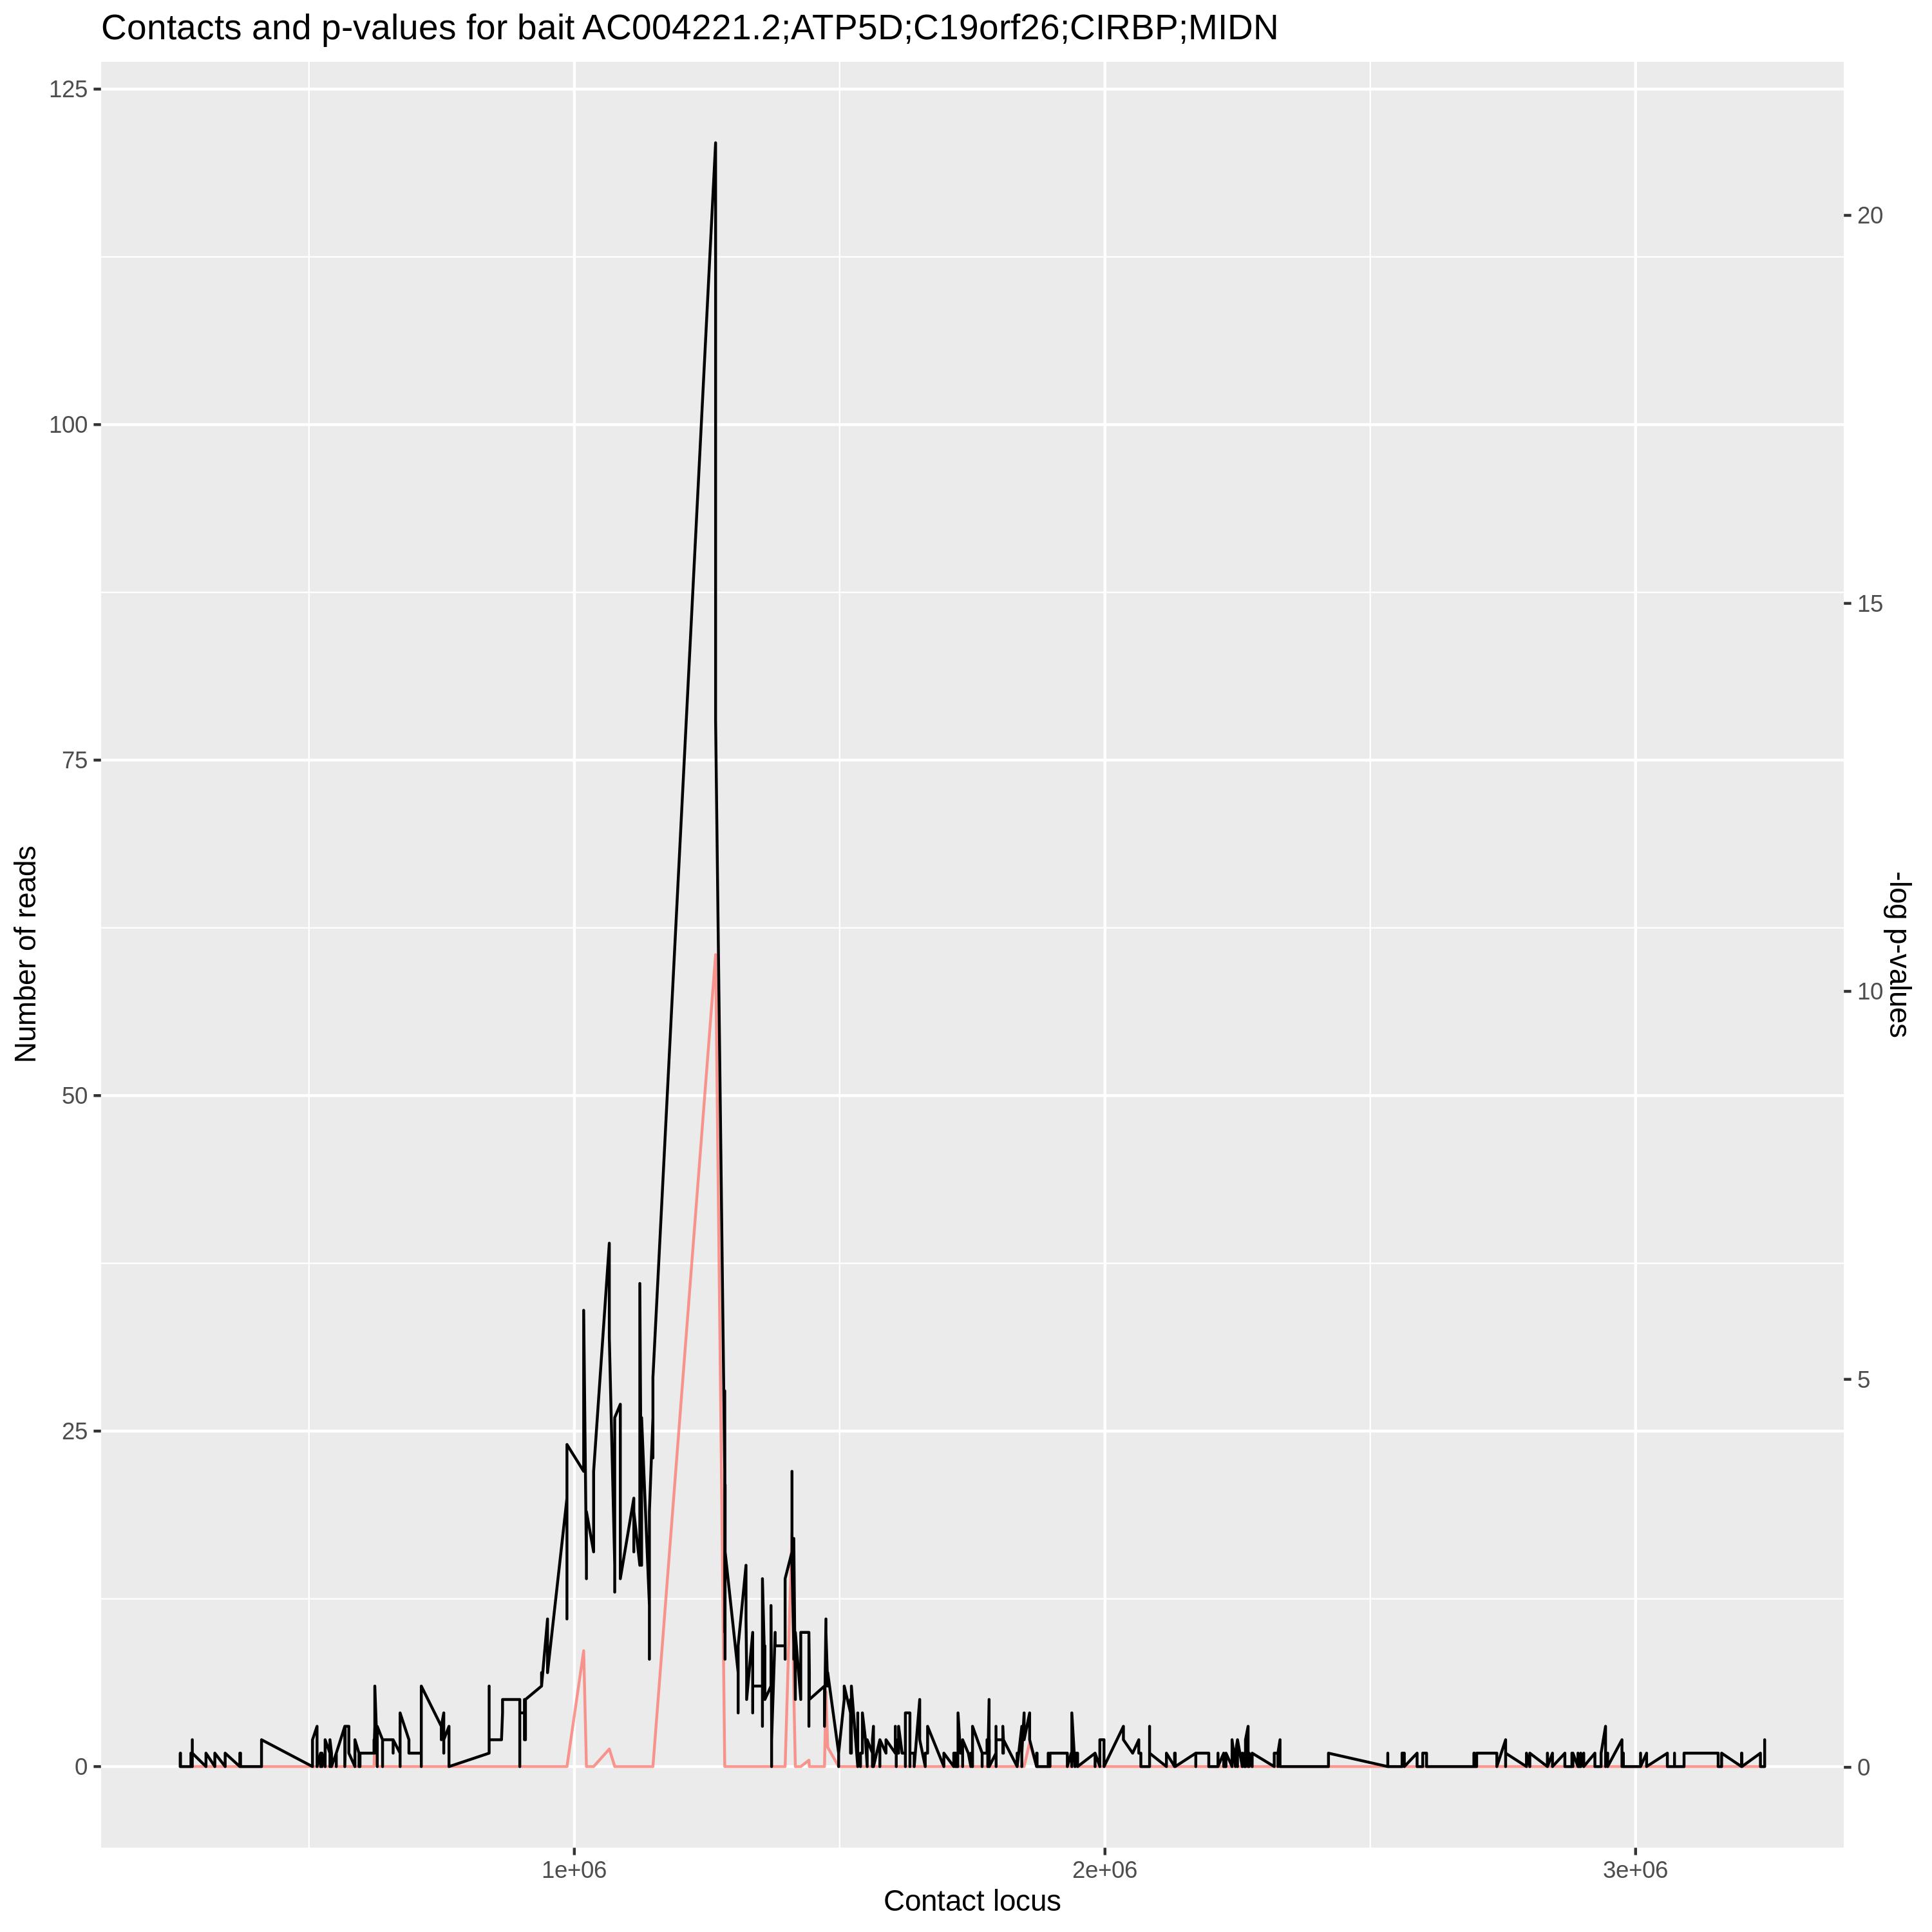 Contacts and p-values for bait AC004221.2;ATP5D;C19orf26;CIRBP;MIDN
125
100
75
50
25
0
Number of reads
20
15
10
5
0
-log p-values
1e+06
2e+06
3e+06
Contact locus